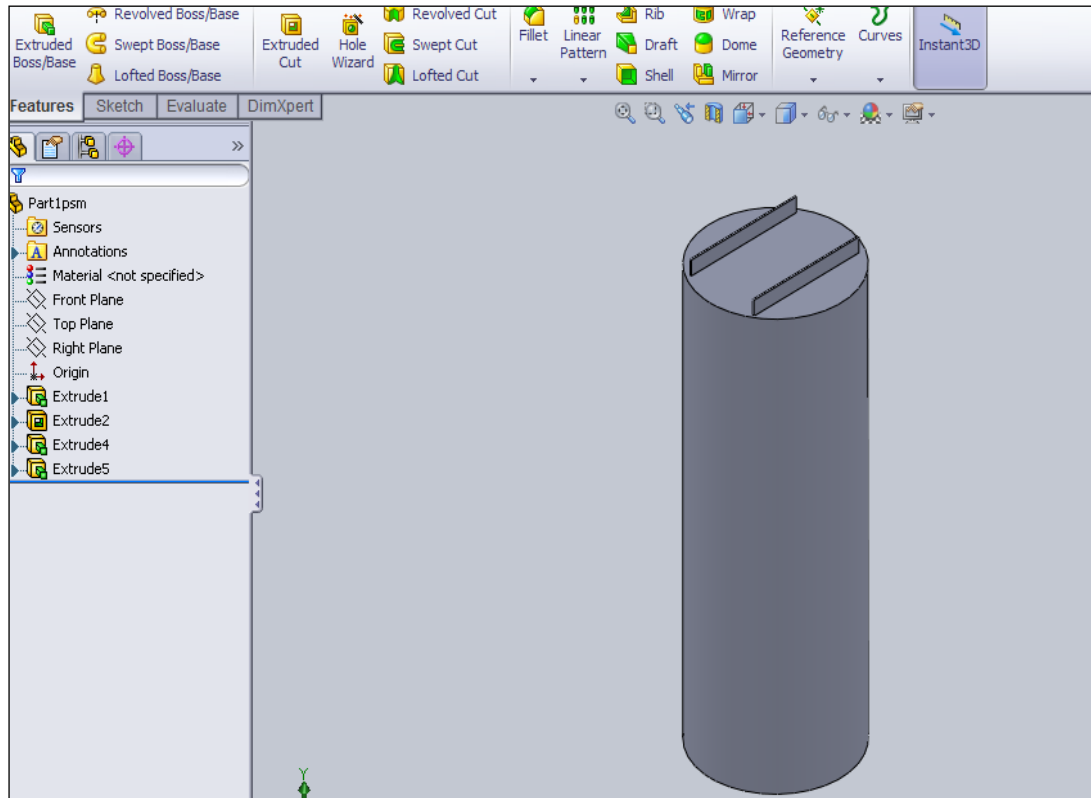 Revolved Boss/Base
Revolved Cut
Rib
Wrap
Extruded Boss/Base
Swept Boss/Base
Extruded Cut
Hole Wizard
Swept Cut
Fillet
Linear Pattern
Draft
Dome
Reference Geometry
Curves
Instant3D
Lofted Boss/Base
Lofted Cut
Shell
Mirror
Features
Sketch
Evaluate
DimXpert
»
Part1psm
Sensors
A Annotations
Material <not specified>
Front Plane
Top Plane
Right Plane
Origin
Extrude1
Extrude2
Extrude4
Extrude5
Y